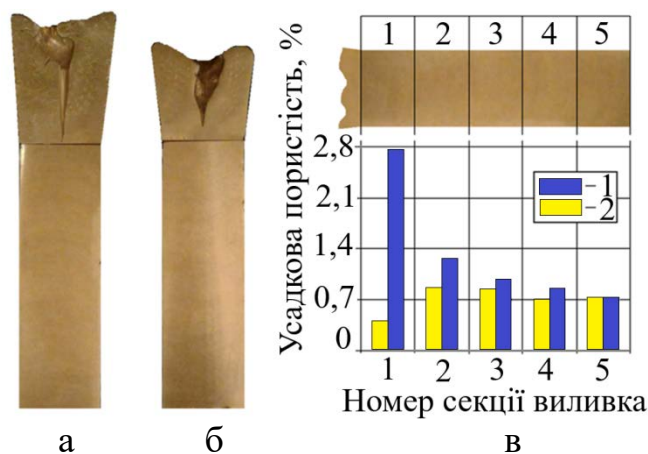 Усадкова пористість, %
1 2 3 4 5
2,8
2,1
1,4
0,7
0
-1
-2
1 2 3 4 5
Номер секції виливка
а б в